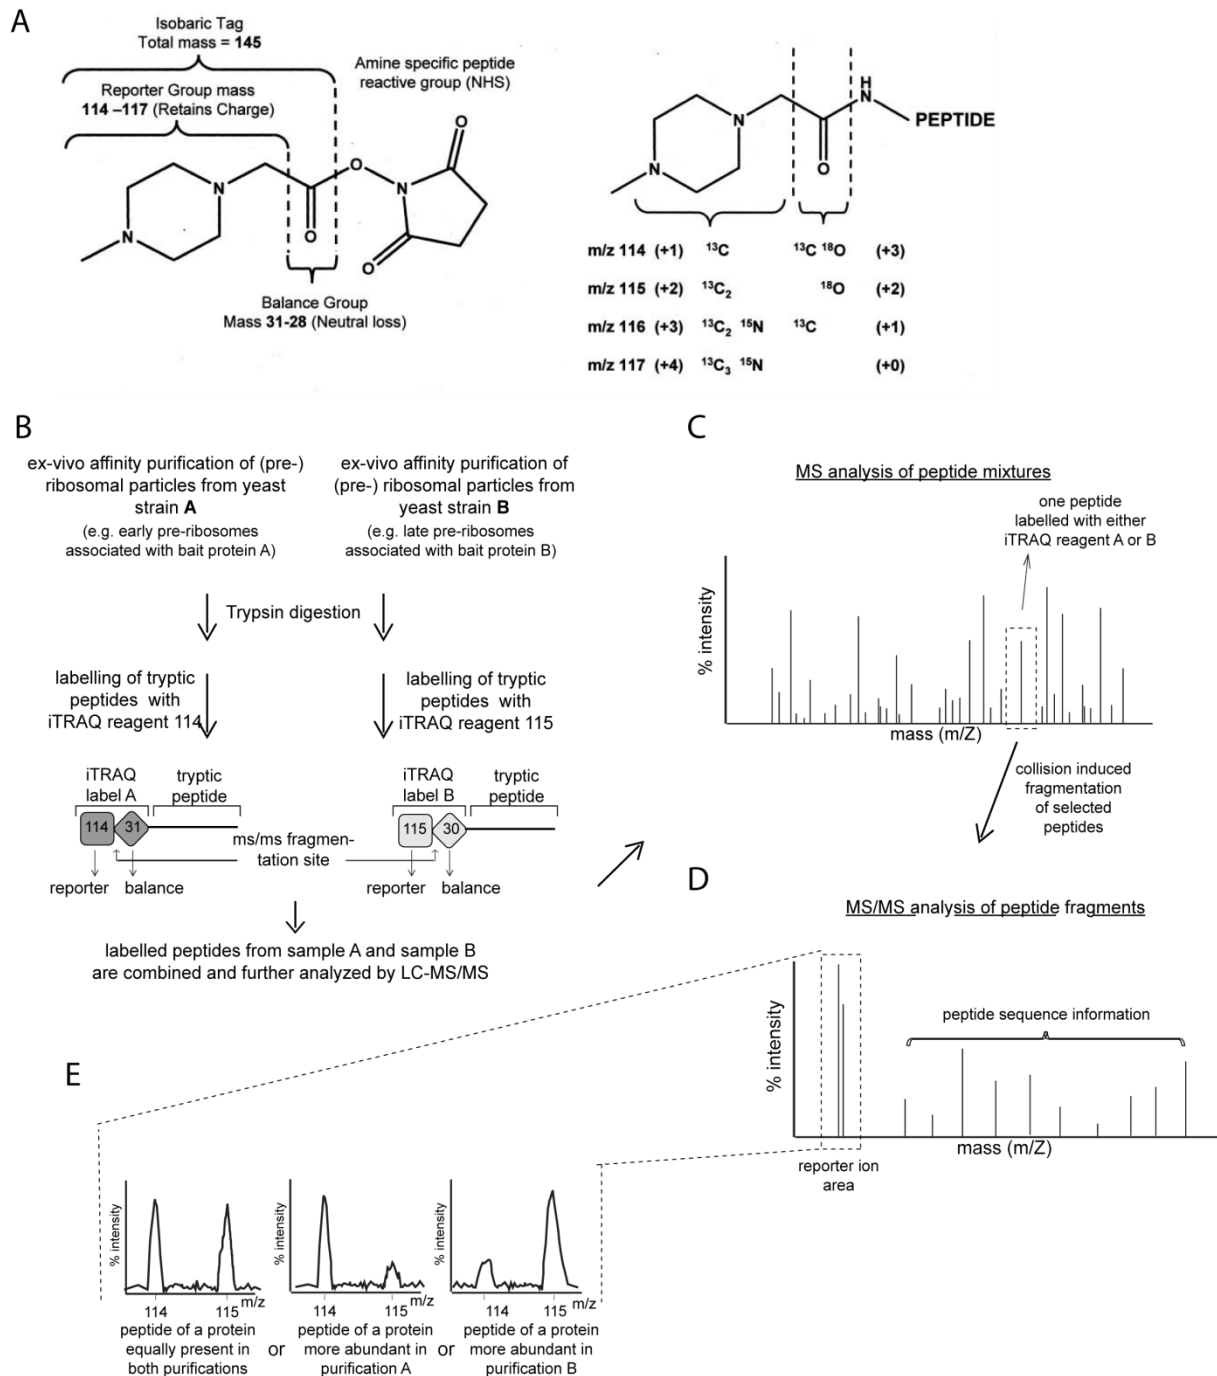 A
Isobaric Tag
Total mass = 145
Reporter Group mass
114 –117 (Retains Charge)
Amine specific peptide
reactive group (NHS)
N
N
O
O
N
O
O
Balance Group
Mass 31-28 (Neutral loss)
N
N
O
H
N
PEPTIDE
m/z 114 (+1) ¹³C ¹³C ¹⁸O (+3)
m/z 115 (+2) ¹³C₂ ¹⁸O (+2)
m/z 116 (+3) ¹³C₂ ¹⁵N ¹³C (+1)
m/z 117 (+4) ¹³C₃ ¹⁵N (+0)
B
ex-vivo affinity purification of (pre-)
ribosomal particles from yeast
strain A
(e.g. early pre-ribosomes
associated with bait protein A)
ex-vivo affinity purification of
(pre-) ribosomal particles from
yeast strain B
(e.g. late pre-ribosomes
associated with bait protein B)
Trypsin digestion
labelling of tryptic
peptides with
iTRAQ reagent 114
labelling of tryptic
peptides with
iTRAQ reagent 115
iTRAQ
label A
tryptic
peptide
114
31
reporter
balance
ms/ms fragmen-
tation site
iTRAQ
label B
tryptic
peptide
115
30
reporter
balance
labelled peptides from sample A and sample B
are combined and further analyzed by LC-MS/MS
C
MS analysis of peptide mixtures
one peptide
labelled with either
iTRAQ reagent A or B
% intensity
mass (m/Z)
collision induced
fragmentation
of selected
peptides
D
MS/MS analysis of peptide fragments
peptide sequence information
% intensity
mass (m/Z)
reporter ion
area
E
% intensity
114
115
m/z
peptide of a protein
equally present in
both purifications
or
% intensity
114
115
m/z
peptide of a protein
more abundant in
purification A
or
% intensity
114
115
m/z
peptide of a protein
more abundant in
purification B